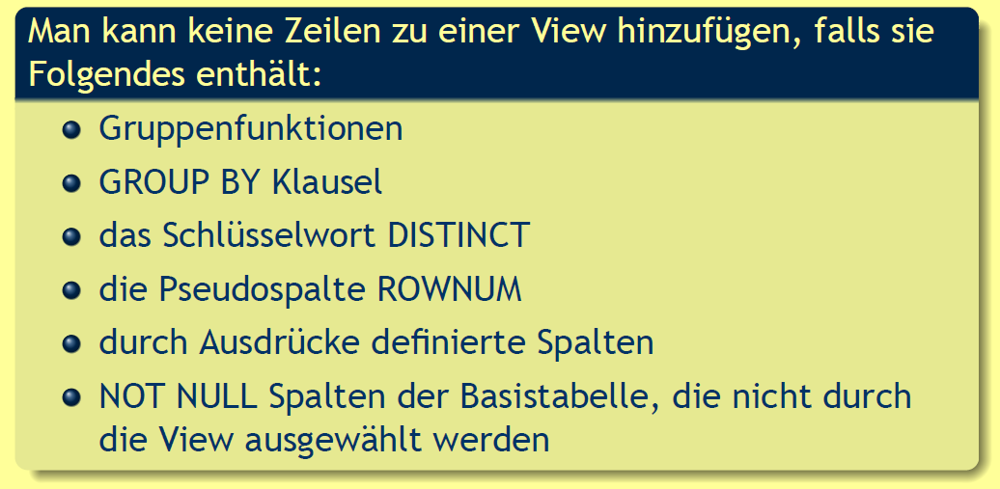 Man kann keine Zeilen zu einer View hinzufügen, falls sie
Folgendes enthält:
Gruppenfunktionen
GROUP BY Klausel
das Schlüsselwort DISTINCT
die Pseudospalte ROWNUM
durch Ausdrücke definierte Spalten
NOT NULL Spalten der Basistabelle, die nicht durch
die View ausgewählt werden